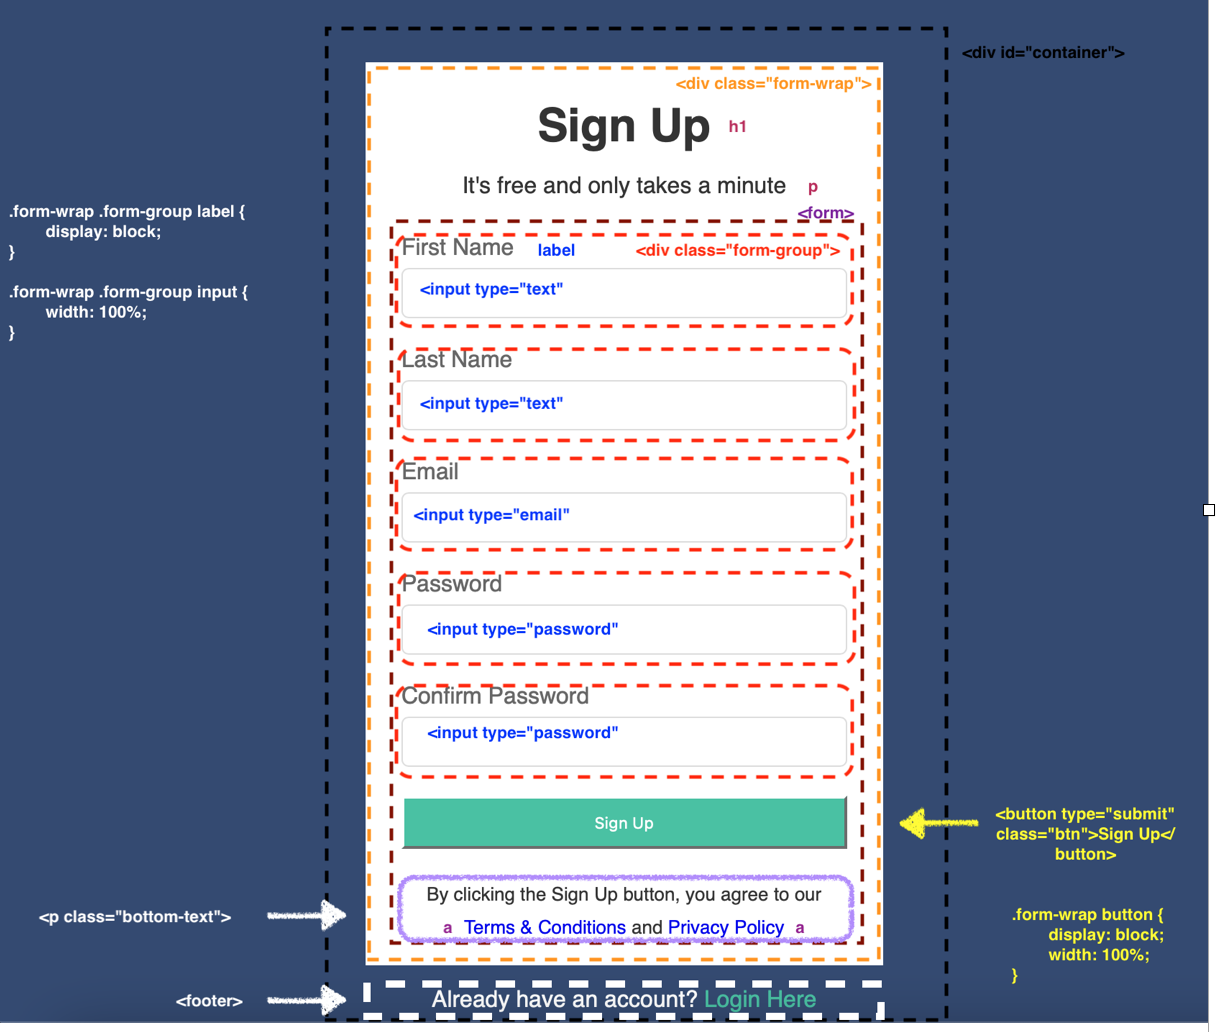 <div id="container">
<div class="form-wrap">
Sign Up h1
It's free and only takes a minute p
<form>
.form-wrap .form-group label {
display: block;
}
.form-wrap .form-group input {
width: 100%;
}
First Name label <div class="form-group">
<input type="text"
Last Name
<input type="text"
Email
<input type="email"
Password
<input type="password"
Confirm Password
<input type="password"
Sign Up
<button type="submit"
class="btn">Sign Up</
button>
By clicking the Sign Up button, you agree to our
a Terms & Conditions and Privacy Policy a
<p class="bottom-text">
.form-wrap button {
display: block;
width: 100%;
}
<footer>
Already have an account? Login Here